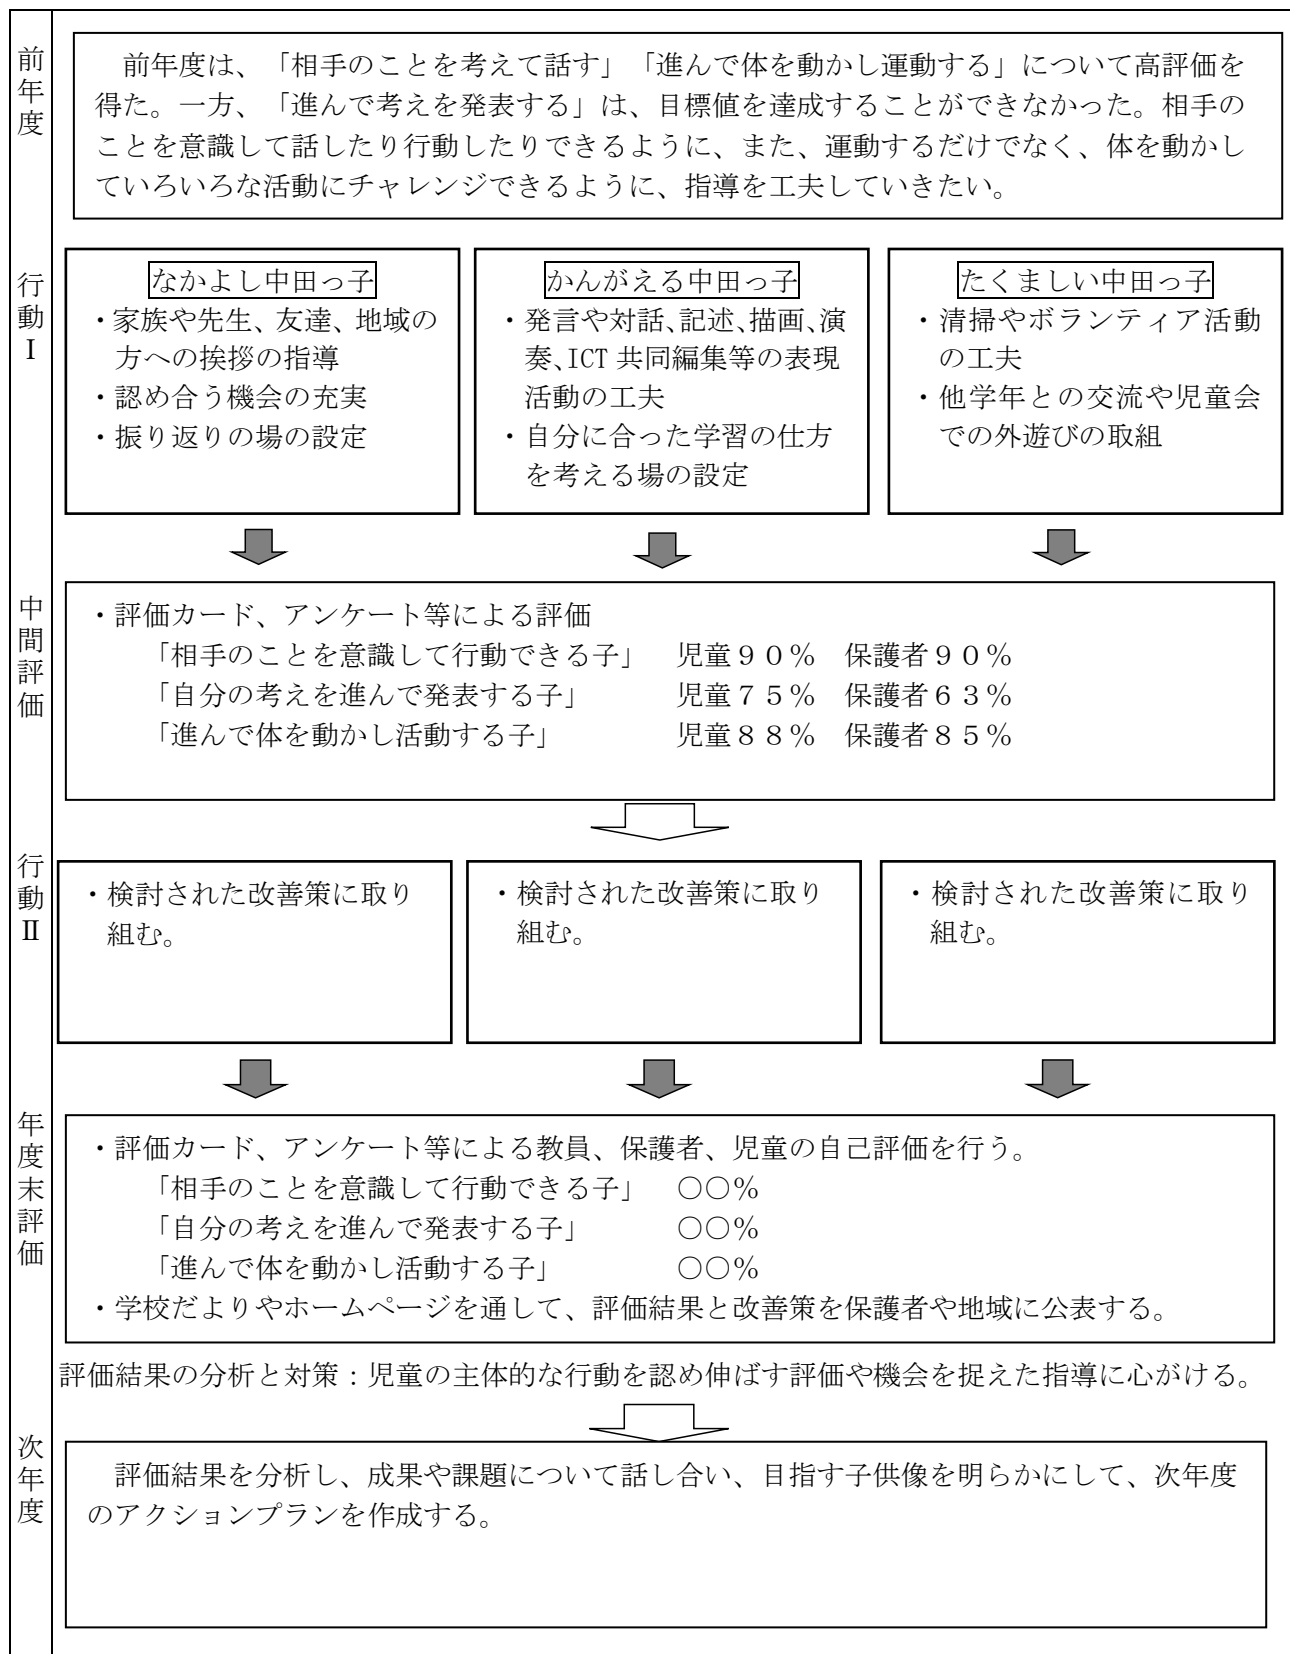 前年度
　前年度は、「相手のことを考えて話す」「進んで体を動かし運動する」について高評価を
得た。一方、「進んで考えを発表する」は、目標値を達成することができなかった。相手の
ことを意識して話したり行動したりできるように、また、運動するだけでなく、体を動かし
ていろいろな活動にチャレンジできるように、指導を工夫していきたい。
行動Ⅰ
なかよし中田っ子
・家族や先生、友達、地域の
方への挨拶の指導
・認め合う機会の充実
・振り返りの場の設定
かんがえる中田っ子
・発言や対話、記述、描画、演
奏、ICT 共同編集等の表現
活動の工夫
・自分に合った学習の仕方
を考える場の設定
たくましい中田っ子
・清掃やボランティア活動
の工夫
・他学年との交流や児童会
での外遊びの取組
中間評価
・評価カード、アンケート等による評価
「相手のことを意識して行動できる子」　児童９０％　保護者９０％
「自分の考えを進んで発表する子」　児童７５％　保護者６３％
「進んで体を動かし活動する子」　児童８８％　保護者８５％
行動Ⅱ
・検討された改善策に取り
組む。
・検討された改善策に取り
組む。
・検討された改善策に取り
組む。
年度末評価
・評価カード、アンケート等による教員、保護者、児童の自己評価を行う。
「相手のことを意識して行動できる子」　○○％
「自分の考えを進んで発表する子」　○○％
「進んで体を動かし活動する子」　○○％
・学校だよりやホームページを通して、評価結果と改善策を保護者や地域に公表する。
評価結果の分析と対策：児童の主体的な行動を認め伸ばす評価や機会を捉えた指導に心がける。
次年度
　評価結果を分析し、成果や課題について話し合い、目指す子供像を明らかにして、次年度
のアクションプランを作成する。